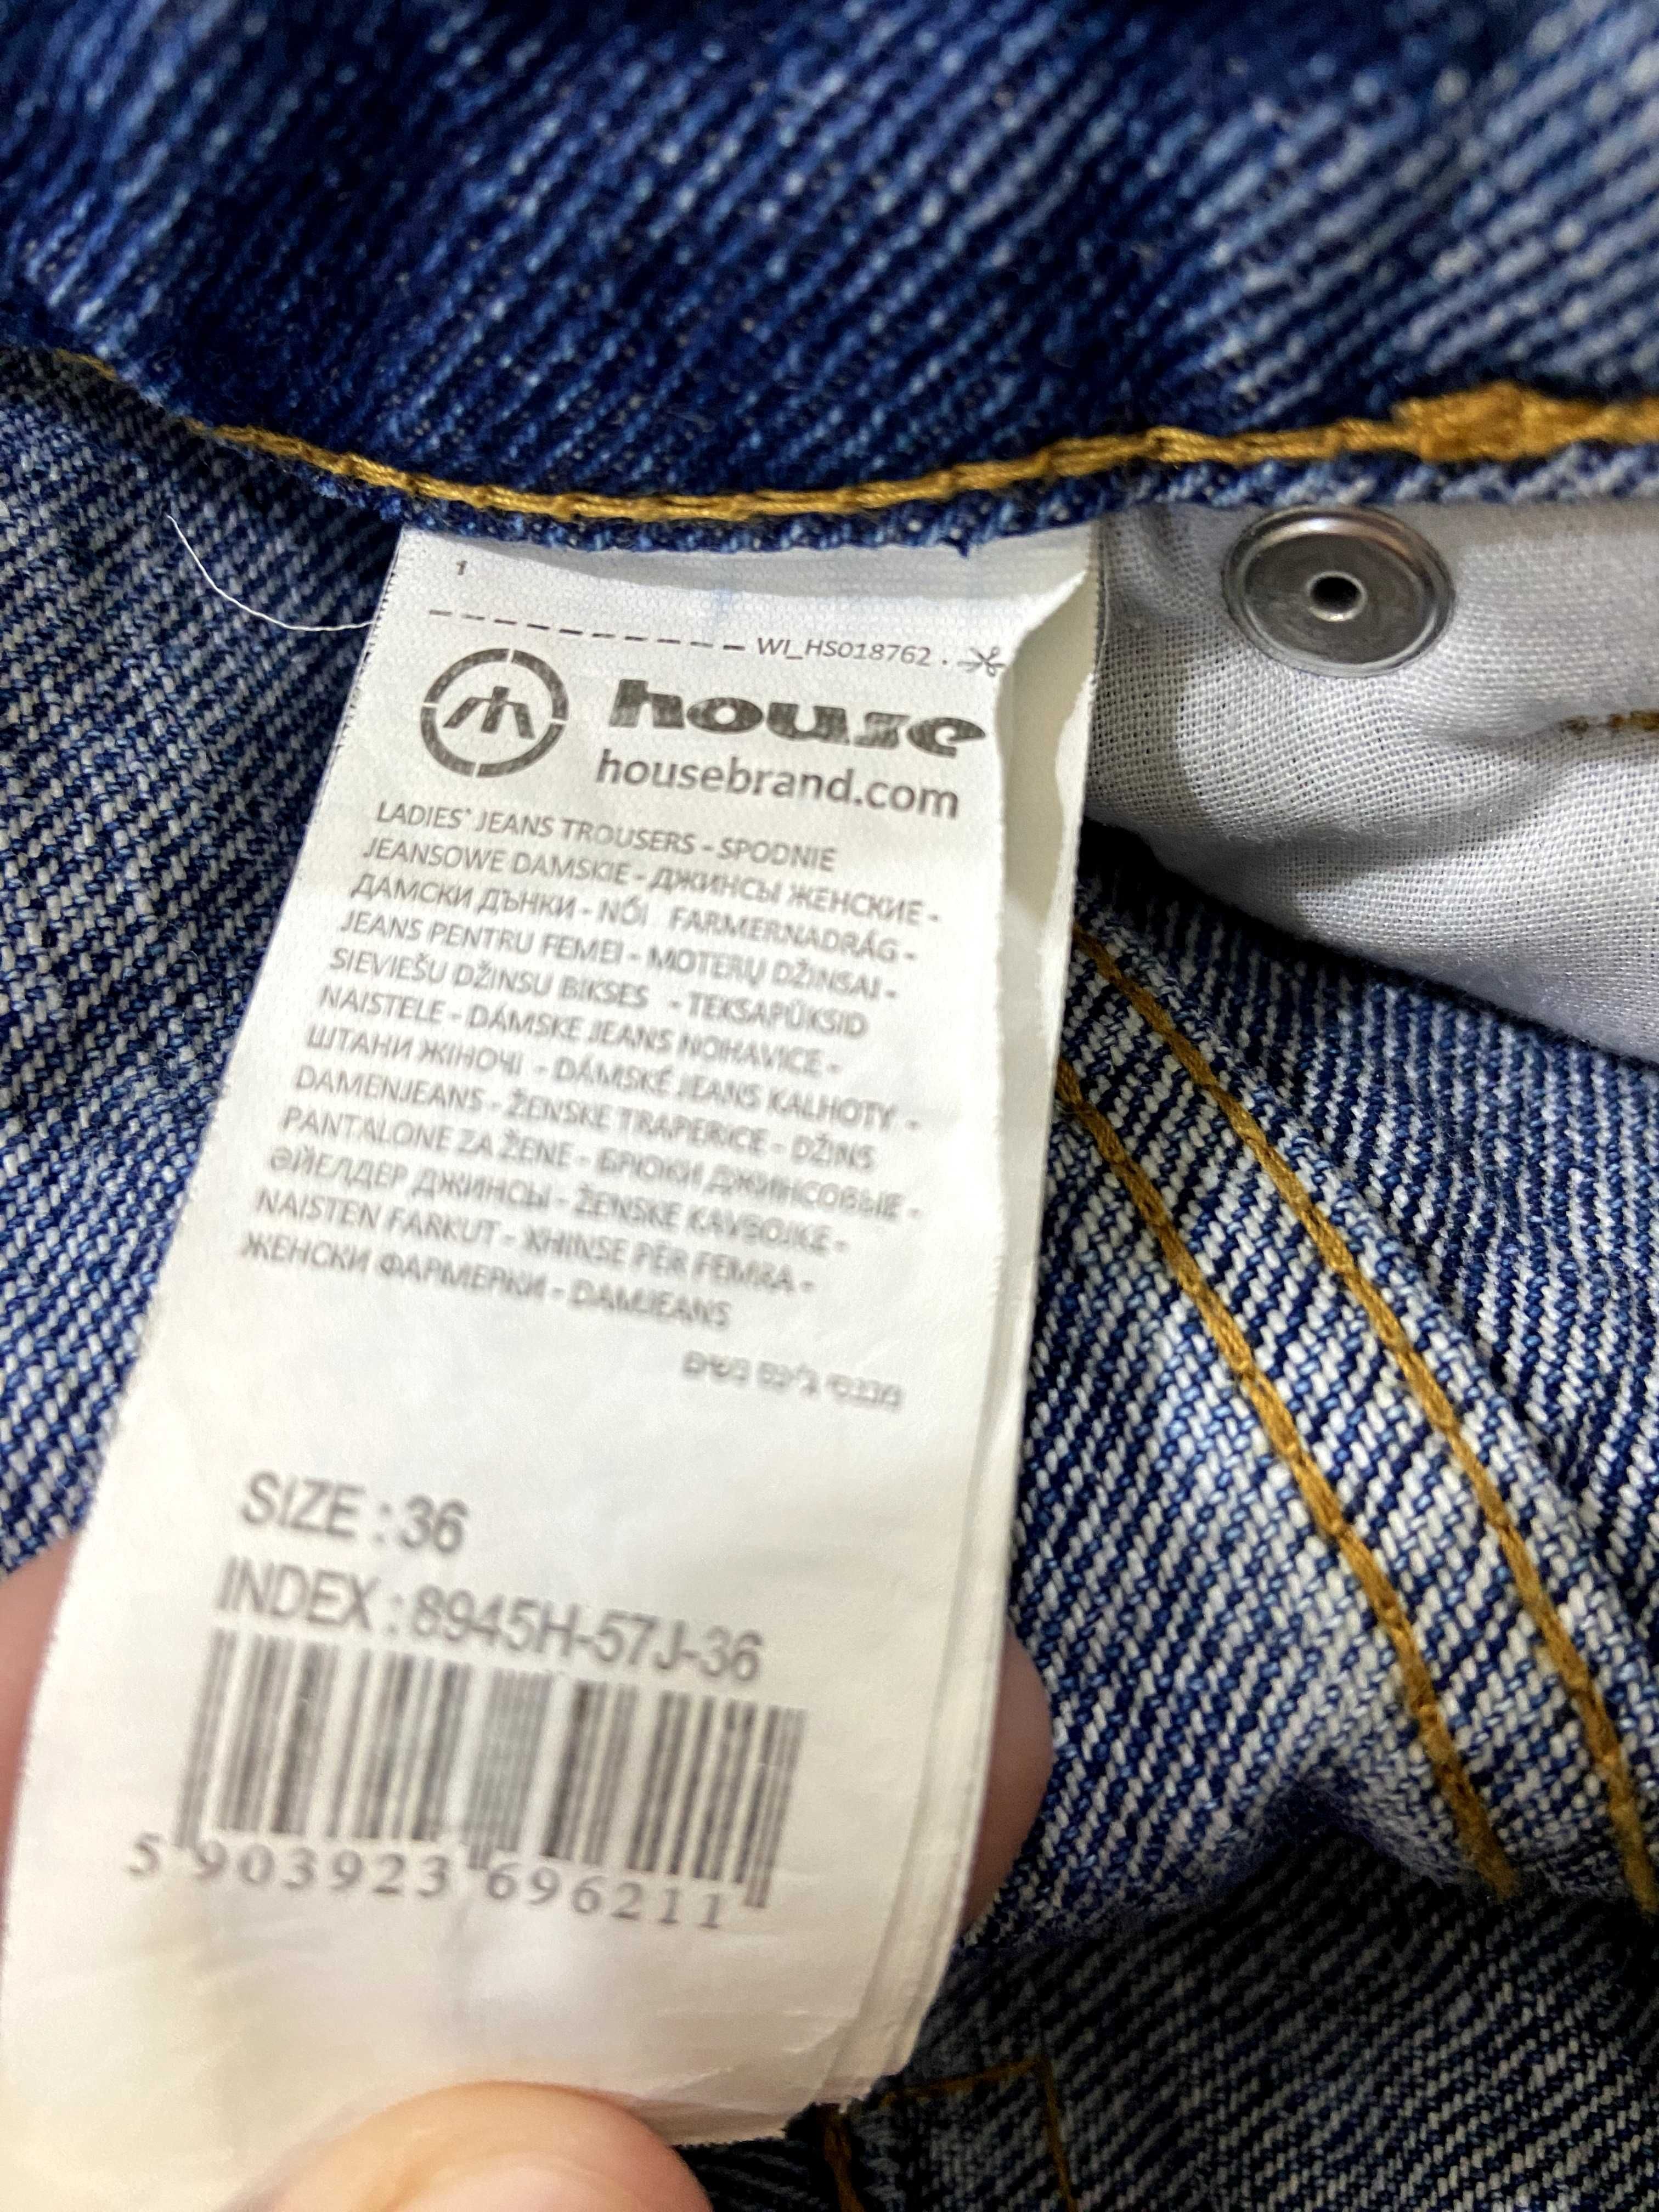 1
WI_HS018762
house
housebrand.com
LADIES' JEANS TROUSERS - SPODNIE
JEANSOWE DAMSKIE - ДЖИНСЫ ЖЕНСКИЕ -
ДАМСКИ ДЪНКИ - NŐI FARMERNADRÁG -
JEANS PENTRU FEMEI - MOTERŲ DŽINSAI -
SIEVIEŠU DŽINSU BIKSES - TEKSAPÜKSID
NAISTELE - DÁMSKE JEANS NOHAVICE -
ШТАНИ ЖІНОЧІ - DÁMSKÉ JEANS KALHOTY -
DAMENJEANS - ŽENSKE TRAPERICE - DŽINS
PANTALONE ZA ŽENE - БРЮКИ ДЖИНСОВЫЕ -
ӘЙЕЛДЕР ДЖИНСЫ - ŽENSKE KAVBOJKE -
NAISTEN FARKUT - XHINSE PËR FEMRA -
ЖЕНСКИ ФАРМЕРКИ - DAMJEANS
מכנסי ג'ינס נשים
SIZE : 36
INDEX : 8945H-57J-36
5 903923 696211